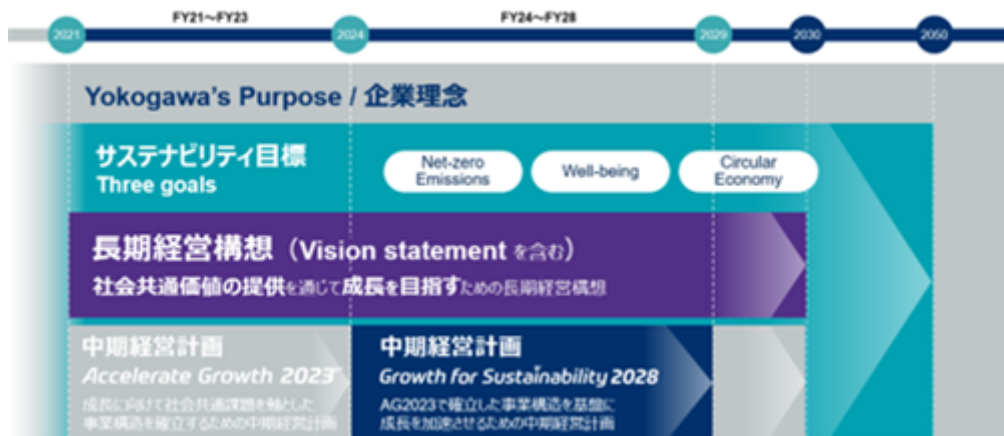 FY21～FY23
FY24～FY28
2021
2024
2029
2030
2050
Yokogawa's Purpose / 企業理念
サステナビリティ目標
Three goals
Net-zero
Emissions
Well-being
Circular
Economy
長期経営構想（Vision statement を含む）
社会共通価値の提供を通じて成長を目指すための長期経営構想
中期経営計画
Accelerate Growth 2023
成長に向けて社会共通課題を軸とした
事業構造を確立するための中期経営計画
中期経営計画
Growth for Sustainability 2028
AG2023で確立した事業構造を基盤に
成長を加速させるための中期経営計画